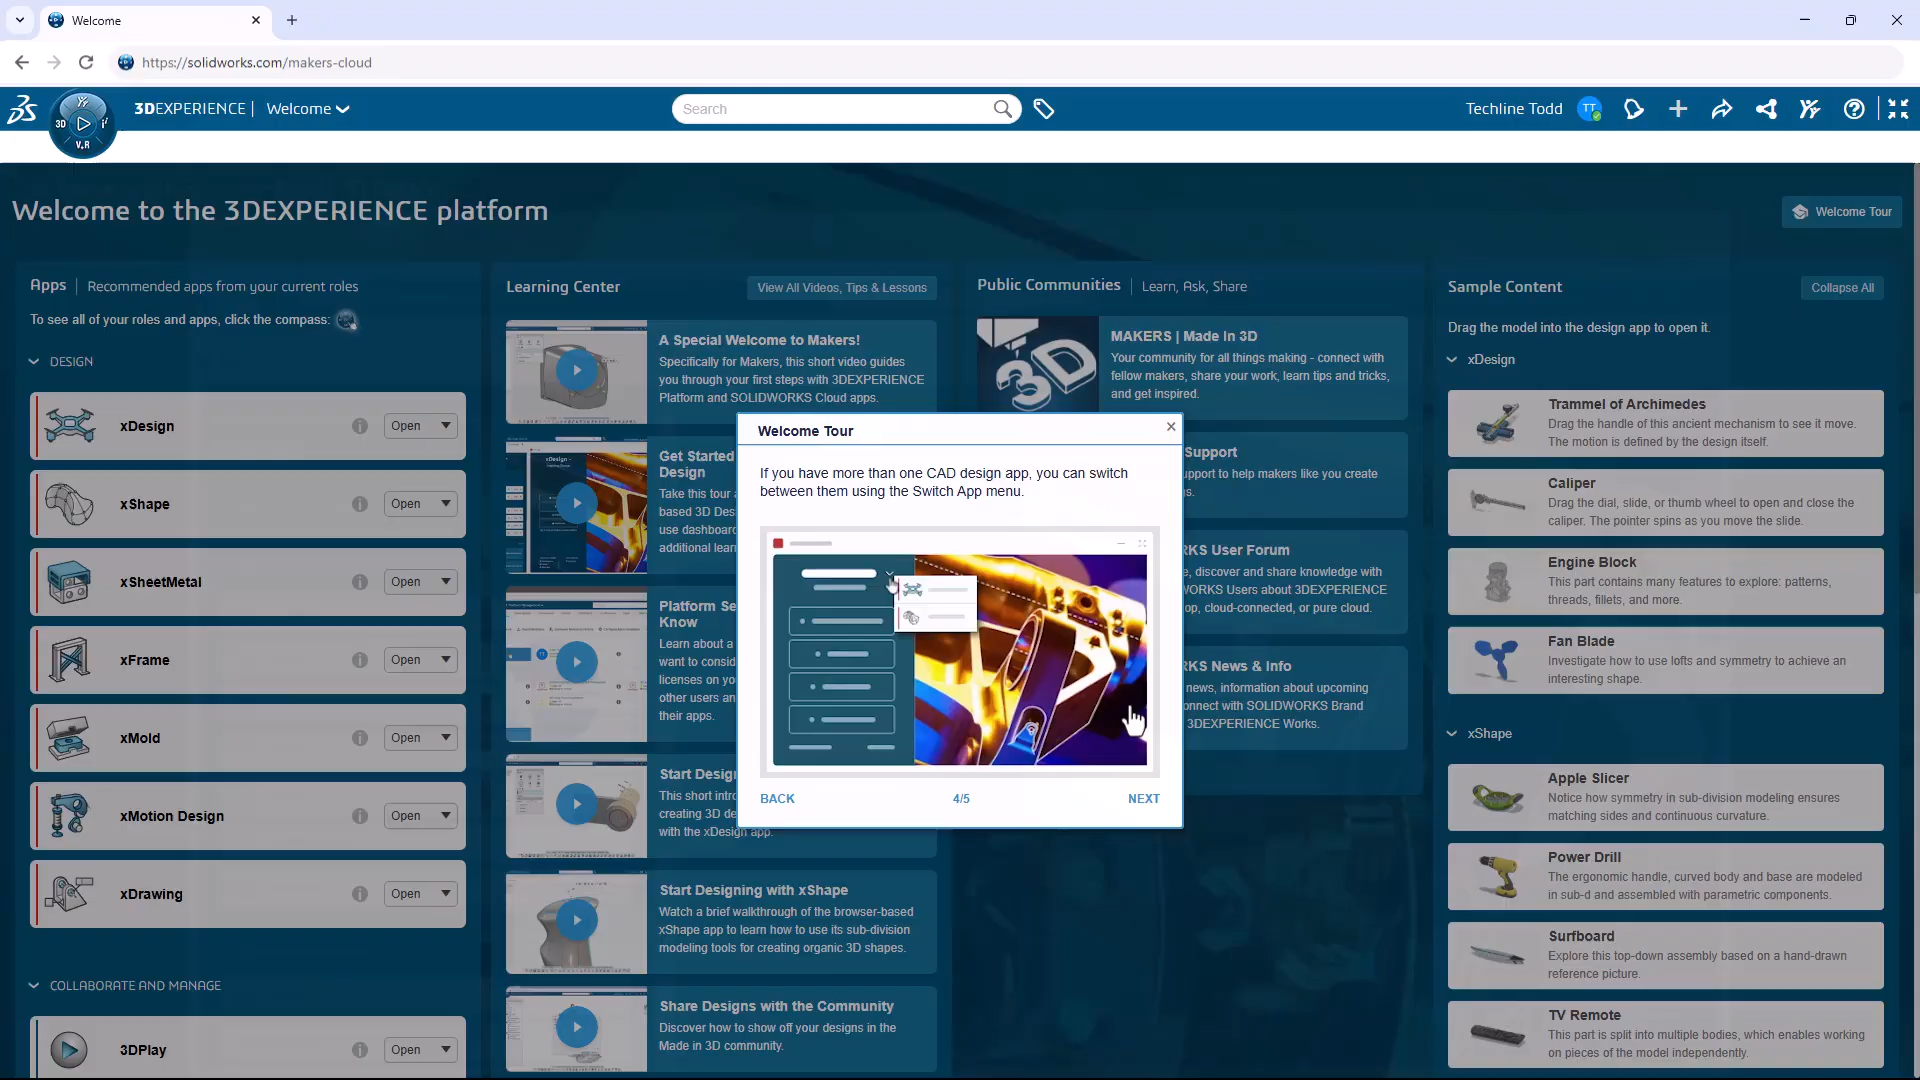 Welcome
https://solidworks.com/makers-cloud
3DEXPERIENCE | Welcome
3D
V.R
Search
Techline Todd
TT
Welcome to the 3DEXPERIENCE platform
Welcome Tour
Apps | Recommended apps from your current roles
To see all of your roles and apps, click the compass:
DESIGN
xDesign
Open
xShape
Open
xSheetMetal
Open
xFrame
Open
xMold
Open
xMotion Design
Open
xDrawing
Open
COLLABORATE AND MANAGE
3DPlay
Open
Learning Center
View All Videos, Tips & Lessons
A Special Welcome to Makers!
Specifically for Makers, this short video guides
you through your first steps with 3DEXPERIENCE
Platform and SOLIDWORKS Cloud apps.
Get Started
Design
Take this tour
based 3D Des
use dashboard
additional learn
Platform Se
Know
Learn about a
want to consid
licenses on yo
other users an
their apps.
Start Desig
This short intro
creating 3D de
with the xDesign app.
Start Designing with xShape
Watch a brief walkthrough of the browser-based
xShape app to learn how to use its sub-division
modeling tools for creating organic 3D shapes.
Share Designs with the Community
Discover how to show off your designs in the
Made in 3D community.
Public Communities | Learn, Ask, Share
3D
MAKERS | Made In 3D
Your community for all things making - connect with
fellow makers, share your work, learn tips and tricks,
and get inspired.
Support
upport to help makers like you create
s.
RKS User Forum
e, discover and share knowledge with
WORKS Users about 3DEXPERIENCE
op, cloud-connected, or pure cloud.
RKS News & Info
news, information about upcoming
onnect with SOLIDWORKS Brand
3DEXPERIENCE Works.
Welcome Tour
If you have more than one CAD design app, you can switch
between them using the Switch App menu.
BACK
4/5
NEXT
Sample Content
Collapse All
Drag the model into the design app to open it.
xDesign
Trammel of Archimedes
Drag the handle of this ancient mechanism to see it move.
The motion is defined by the design itself.
Caliper
Drag the dial, slide, or thumb wheel to open and close the
caliper. The pointer spins as you move the slide.
Engine Block
This part contains many features to explore: patterns,
threads, fillets, and more.
Fan Blade
Investigate how to use lofts and symmetry to achieve an
interesting shape.
xShape
Apple Slicer
Notice how symmetry in sub-division modeling ensures
matching sides and continuous curvature.
Power Drill
The ergonomic handle, curved body and base are modeled
in sub-d and assembled with parametric components.
Surfboard
Explore this top-down assembly based on a hand-drawn
reference picture.
TV Remote
This part is split into multiple bodies, which enables working
on pieces of the model independently.